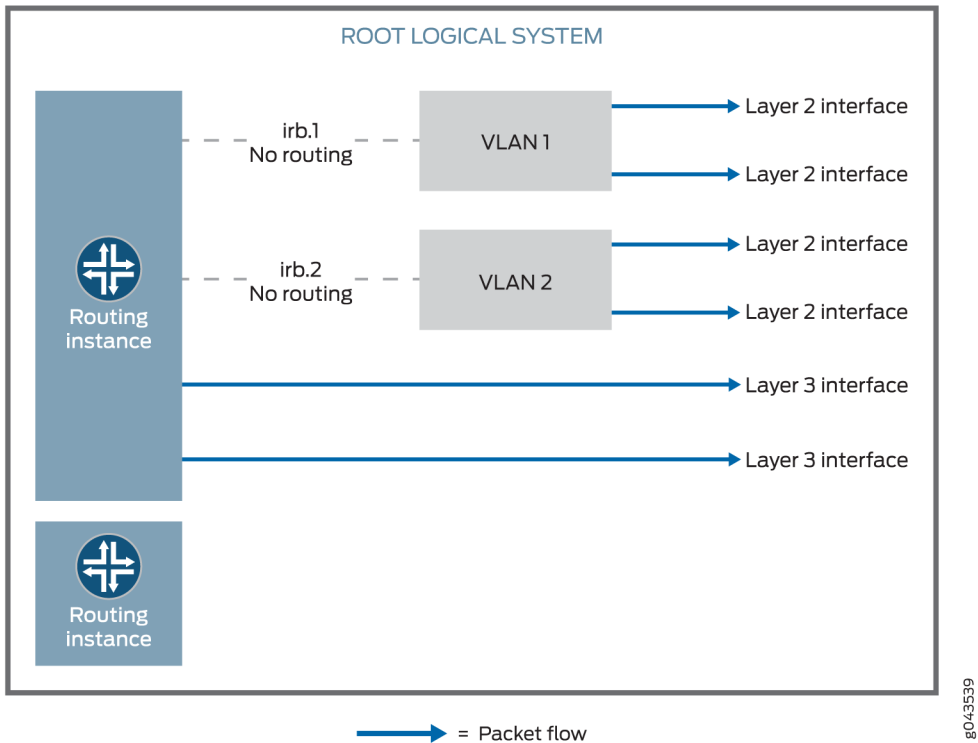 ROOT LOGICAL SYSTEM
irb.1
No routing
VLAN 1
Layer 2 interface
Layer 2 interface
irb.2
No routing
VLAN 2
Layer 2 interface
Layer 2 interface
Routing
instance
Layer 3 interface
Layer 3 interface
Routing
instance
= Packet flow
g043539